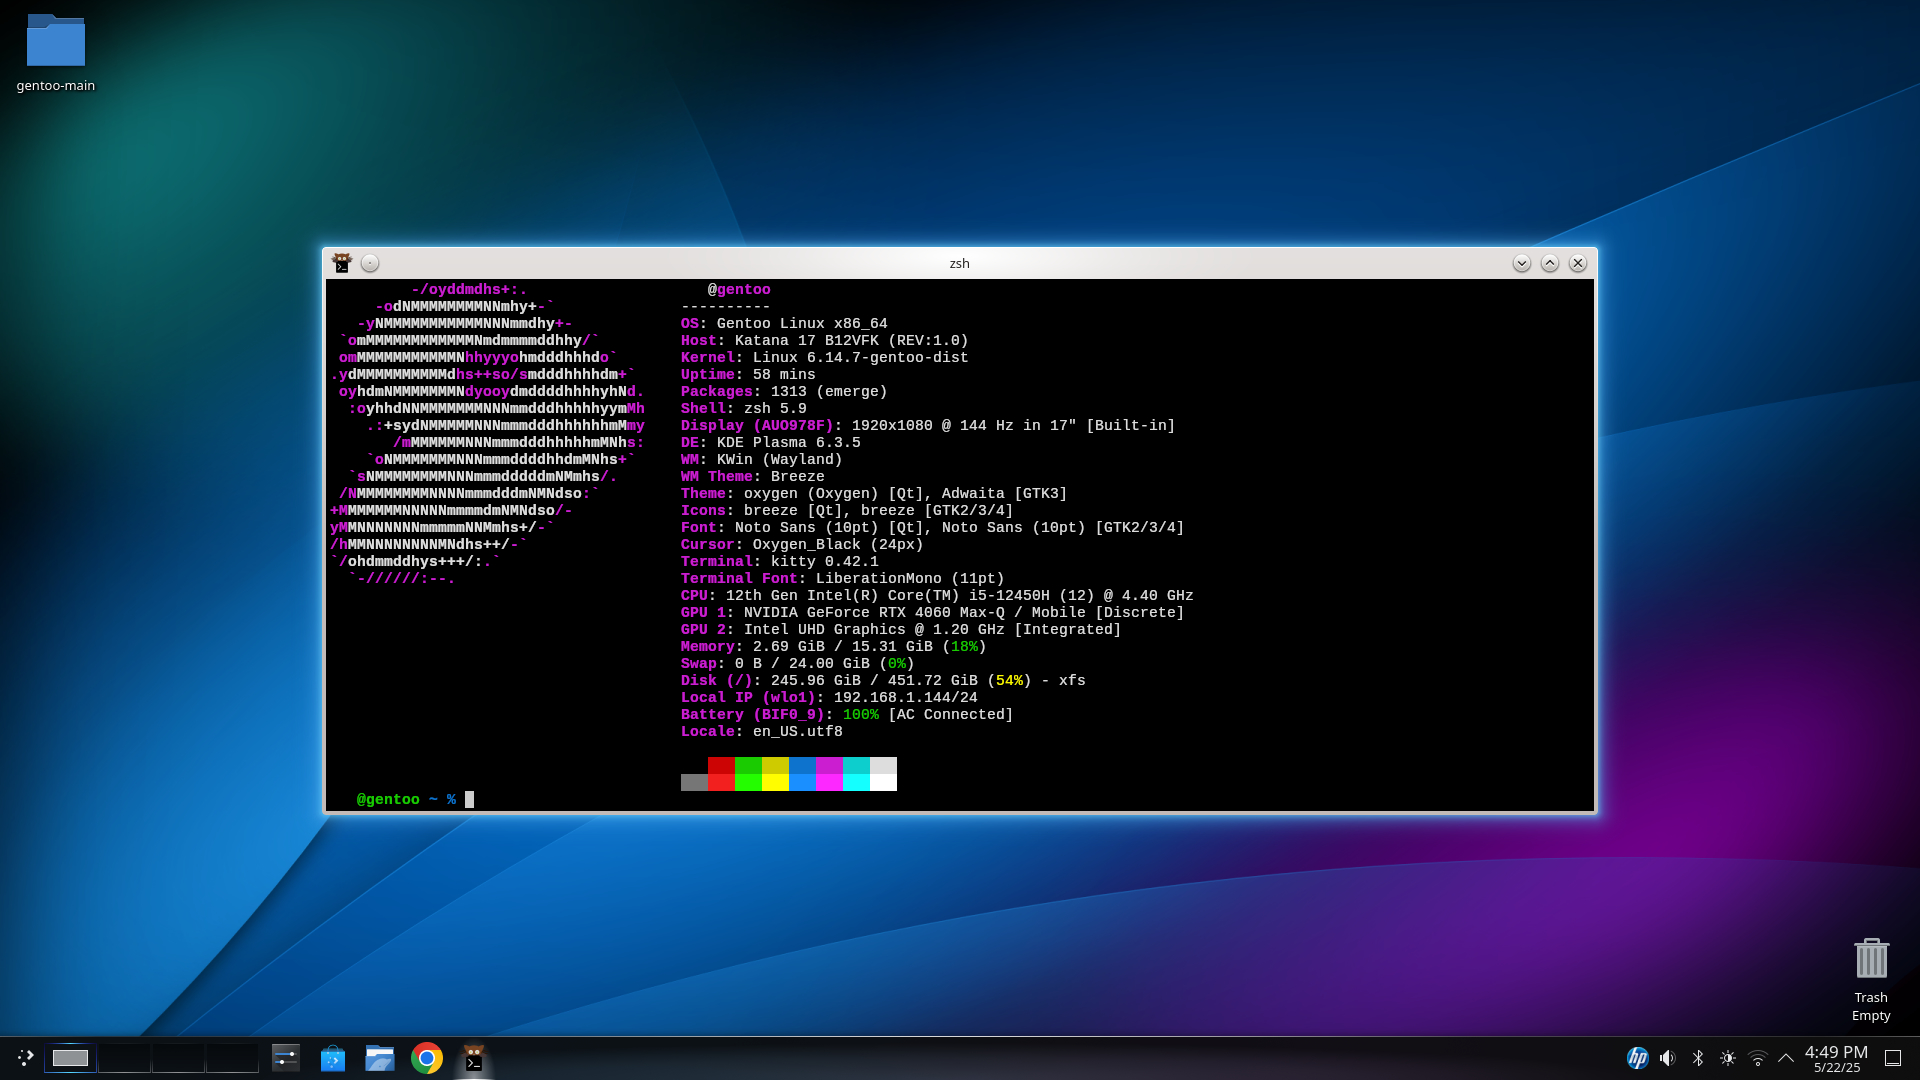 gentoo-main
zsh
-/oyddmdhs+:.
-odNMMMMMMMMNNmhy+-`
-yNMMMMMMMMMMMNNNmmdhy+-
`omMMMMMMMMMMMMNmdmmmmddhhy/`
omMMMMMMMMMMMNhhyyyohmdddhhhdo`
.ydMMMMMMMMMMdhs++so/smdddhhhhdm+`
oyhdmNMMMMMMMNdyooydmddddhhhhyhNd.
:oyhhdNNMMMMMMMNNNmmdddhhhhhyymMh
.:+sydNMMMMMNNNmmmdddhhhhhhmMmy
/mMMMMMMNNNmmmdddhhhhhmMNhs:
`oNMMMMMMMNNNmmmddddhhdmMNhs+`
`sNMMMMMMMMNNNmmmdddddmNMmhs/.
/NMMMMMMMMNNNNmmmdddmNMNdso:`
+MMMMMMMNNNNNmmmmdmNMNdso/-
yMMNNNNNNNmmmmmNNMmhs+/-`
/hMMNNNNNNNNMNdhs++/-`
`/ohdmmddhys+++/:.`
`-//////:--.
@gentoo
----------
OS: Gentoo Linux x86_64
Host: Katana 17 B12VFK (REV:1.0)
Kernel: Linux 6.14.7-gentoo-dist
Uptime: 58 mins
Packages: 1313 (emerge)
Shell: zsh 5.9
Display (AUO978F): 1920x1080 @ 144 Hz in 17" [Built-in]
DE: KDE Plasma 6.3.5
WM: KWin (Wayland)
WM Theme: Breeze
Theme: oxygen (Oxygen) [Qt], Adwaita [GTK3]
Icons: breeze [Qt], breeze [GTK2/3/4]
Font: Noto Sans (10pt) [Qt], Noto Sans (10pt) [GTK2/3/4]
Cursor: Oxygen_Black (24px)
Terminal: kitty 0.42.1
Terminal Font: LiberationMono (11pt)
CPU: 12th Gen Intel(R) Core(TM) i5-12450H (12) @ 4.40 GHz
GPU 1: NVIDIA GeForce RTX 4060 Max-Q / Mobile [Discrete]
GPU 2: Intel UHD Graphics @ 1.20 GHz [Integrated]
Memory: 2.69 GiB / 15.31 GiB (18%)
Swap: 0 B / 24.00 GiB (0%)
Disk (/): 245.96 GiB / 451.72 GiB (54%) - xfs
Local IP (wlo1): 192.168.1.144/24
Battery (BIF0_9): 100% [AC Connected]
Locale: en_US.utf8
@gentoo ~ %
Trash
Empty
hp
4:49 PM
5/22/25